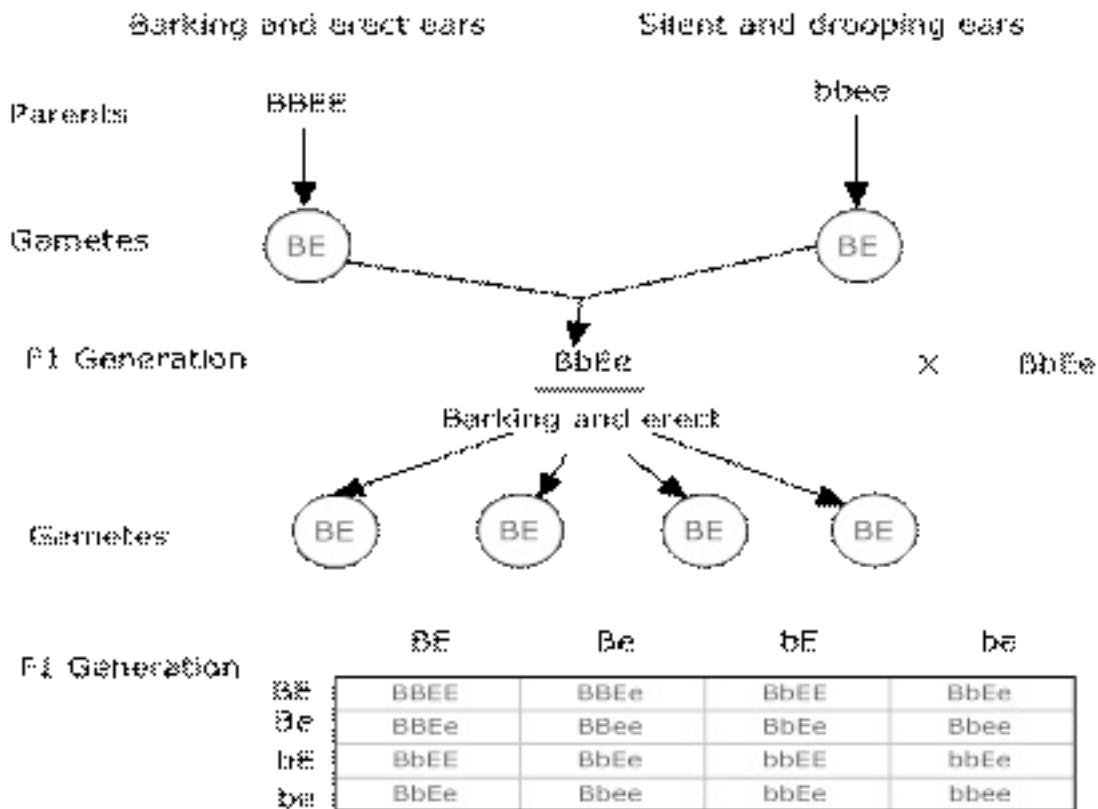 Barking and erect ears Silent and drooping ears
Parents BBEE bbee
Gametes BE BE
F1 Generation BbEe X BbEe
Barking and erect
Gametes BE BE BE BE
BE Be bE be
F1 Generation
BE BBEE BBEe BbEE BbEe
Be BBEe BBee BbEe Bbee
bE BbEE BbEe bbEE bbEe
be BbEe Bbee bbEe bbee